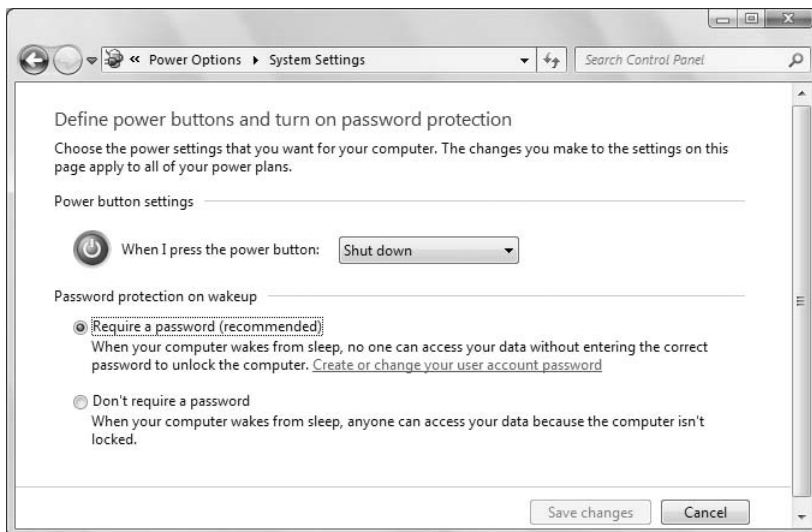 « Power Options ▸ System Settings
Search Control Panel
Define power buttons and turn on password protection
Choose the power settings that you want for your computer. The changes you make to the settings on this
page apply to all of your power plans.
Power button settings
When I press the power button: Shut down
Password protection on wakeup
Require a password (recommended)
When your computer wakes from sleep, no one can access your data without entering the correct
password to unlock the computer. Create or change your user account password
Don't require a password
When your computer wakes from sleep, anyone can access your data because the computer isn't
locked.
Save changes Cancel